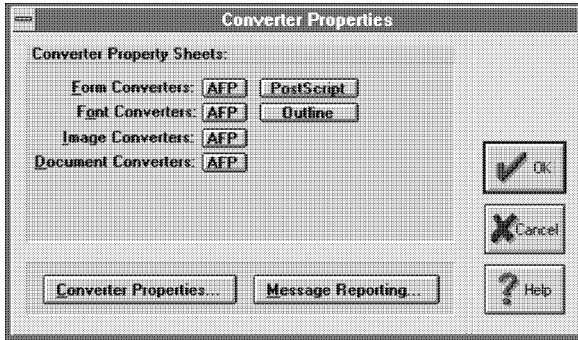 Converter Properties
Converter Property Sheets:
Form Converters: AFP PostScript
Font Converters: AFP Outline
Image Converters: AFP
Document Converters: AFP
OK
Cancel
Converter Properties... Message Reporting...
Help